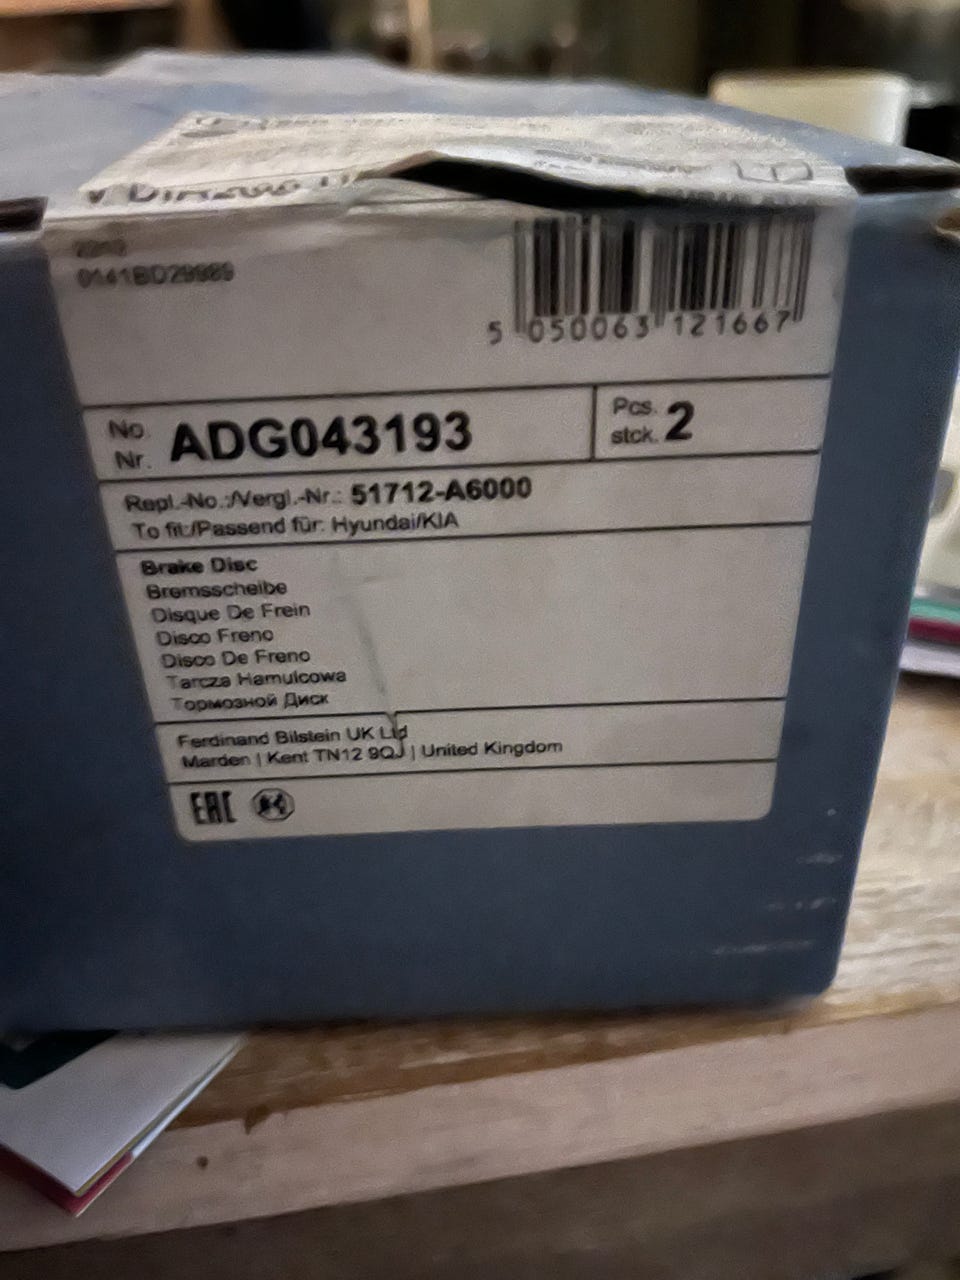 5 050063 121667
No. ADG043193
Nr.
Pcs. 2
stck.
Repl.-No.:/Vergl.-Nr.: 51712-A6000
To fit:/Passend für: Hyundai/KIA
Brake Disc
Bremsscheibe
Disque De Frein
Disco Freno
Disco De Freno
Tarcza Hamulcowa
Тормозной Диск
Ferdinand Bilstein UK Ltd
Marden | Kent TN12 9QJ | United Kingdom
EAC